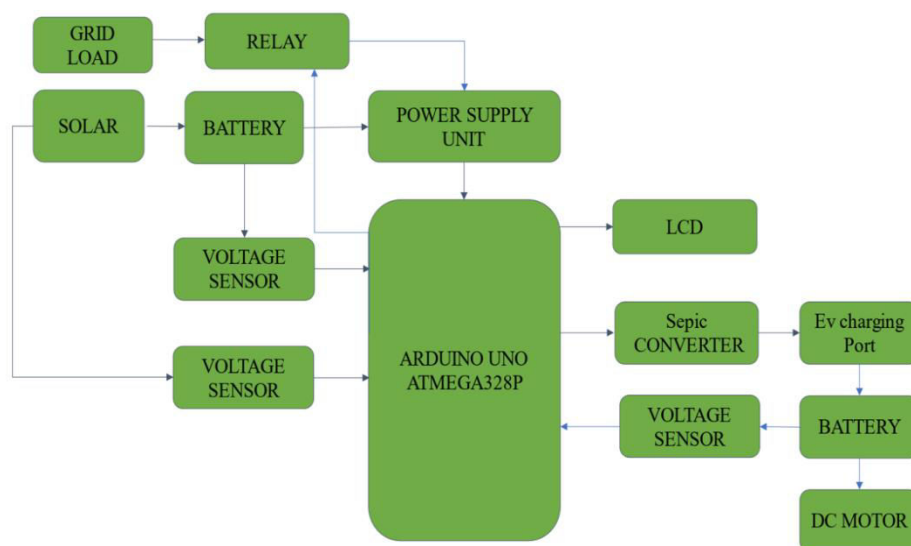 GRID
LOAD
RELAY
SOLAR
BATTERY
POWER SUPPLY
UNIT
VOLTAGE
SENSOR
LCD
VOLTAGE
SENSOR
ARDUINO UNO
ATMEGA328P
Sepic
CONVERTER
Ev charging
Port
VOLTAGE
SENSOR
BATTERY
DC MOTOR